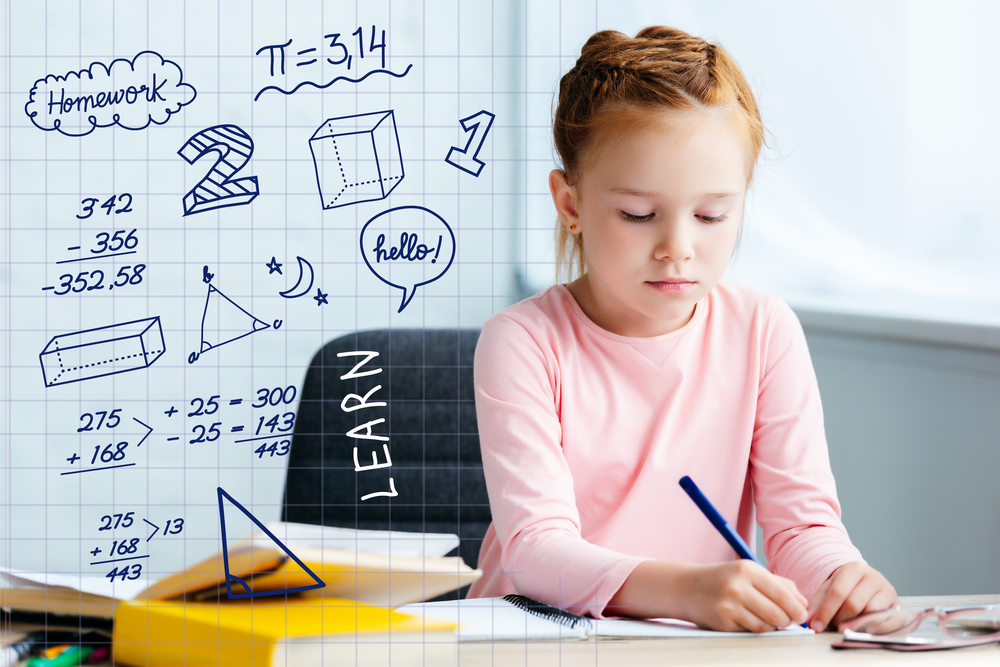 π = 3,14
Homework
2
1
342
- 356
-352,58
hello!
b
a
c
LEARN
275
+ 168
> + 25 = 300
- 25 = 143
443
275
+ 168
443
> 13